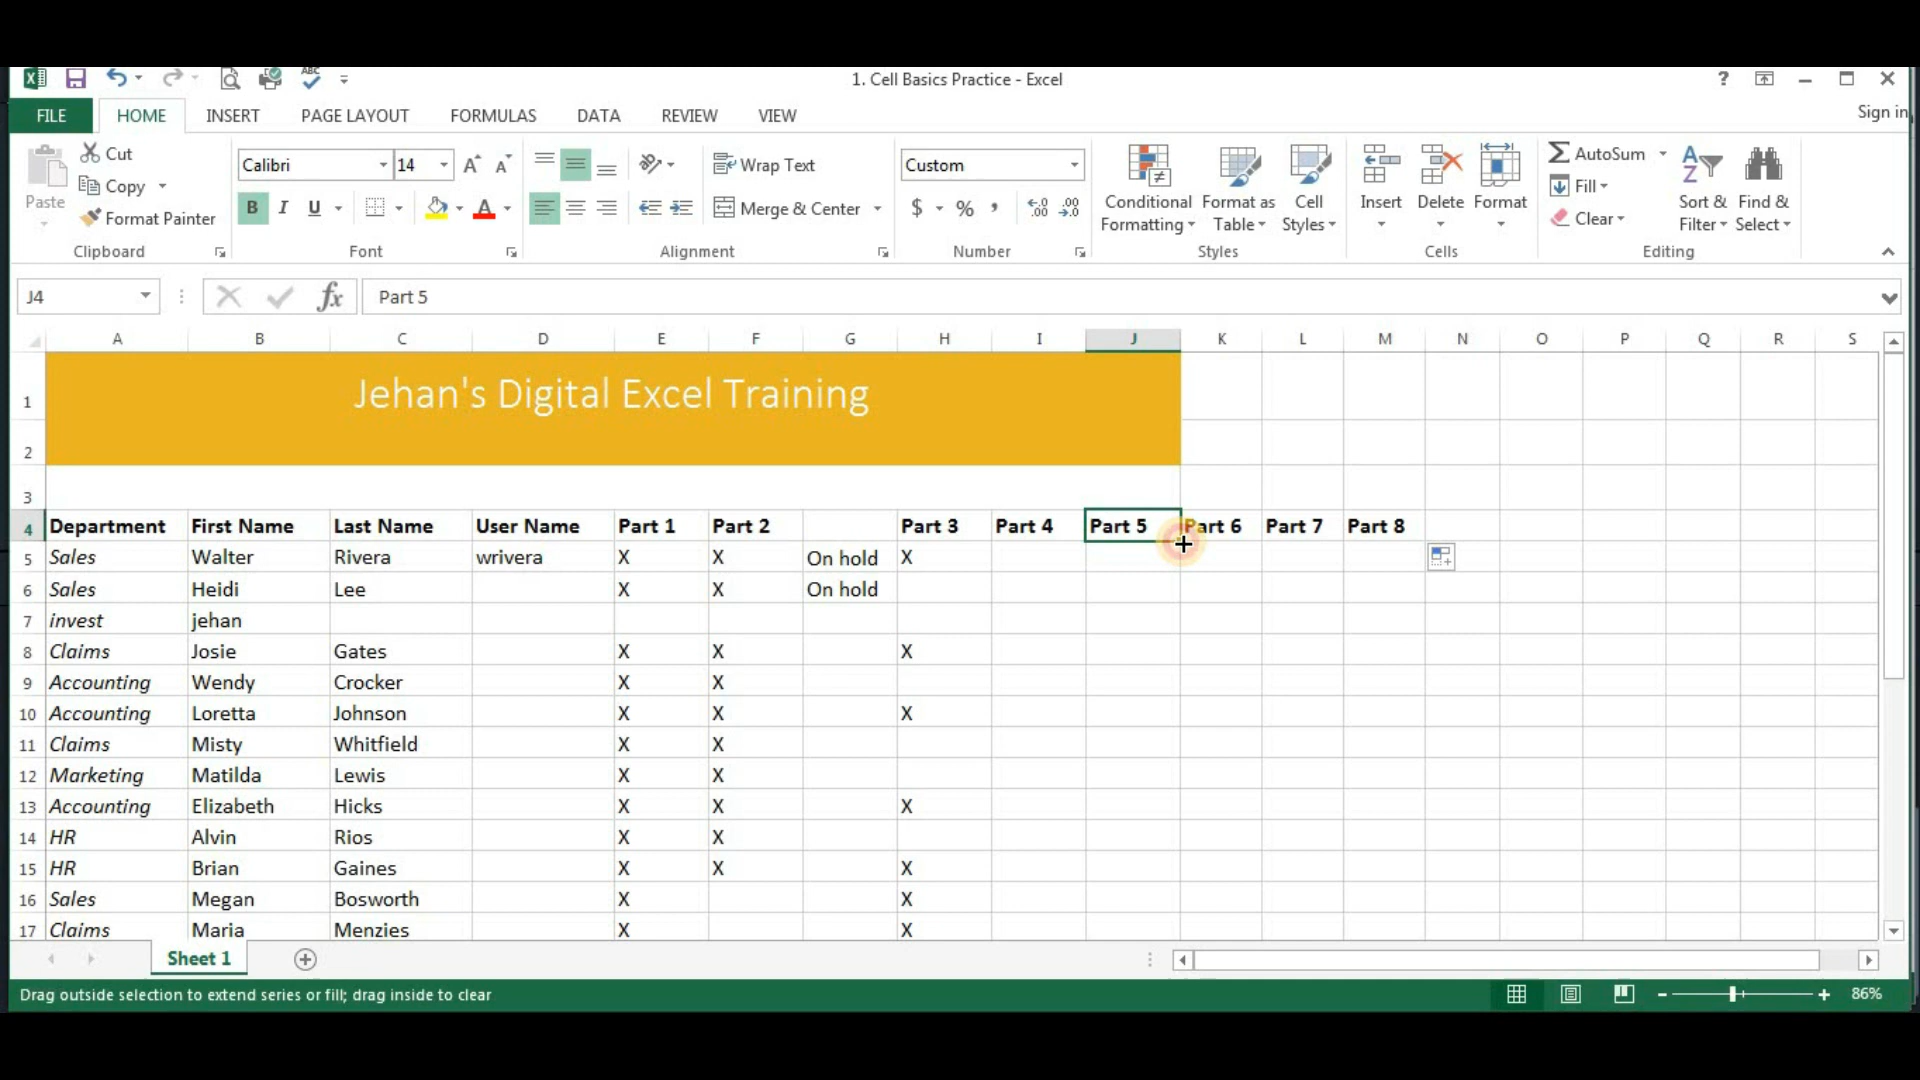 ABC
1. Cell Basics Practice - Excel
?
FILE HOME INSERT PAGE LAYOUT FORMULAS DATA REVIEW VIEW
Sign in
Paste
Cut
Copy
Format Painter
Clipboard
Calibri 14
B I U A
Font
Wrap Text
Merge & Center
Alignment
Custom
$ % , .00 .00
Number
Conditional Formatting
Format as Table
Cell Styles
Styles
Insert Delete Format
Cells
AutoSum
Fill
Clear
Sort & Filter
Find & Select
Editing
J4 fx Part 5
A B C D E F G H I J K L M N O P Q R S
1 Jehan's Digital Excel Training
2
3
4 Department First Name Last Name User Name Part 1 Part 2 Part 3 Part 4 Part 5 Part 6 Part 7 Part 8
5 Sales Walter Rivera wrivera X X On hold X
6 Sales Heidi Lee X X On hold
7 invest jehan
8 Claims Josie Gates X X X
9 Accounting Wendy Crocker X X
10 Accounting Loretta Johnson X X X
11 Claims Misty Whitfield X X
12 Marketing Matilda Lewis X X
13 Accounting Elizabeth Hicks X X X
14 HR Alvin Rios X X
15 HR Brian Gaines X X X
16 Sales Megan Bosworth X X
17 Claims Maria Menzies X X
Sheet 1
Drag outside selection to extend series or fill; drag inside to clear
86%